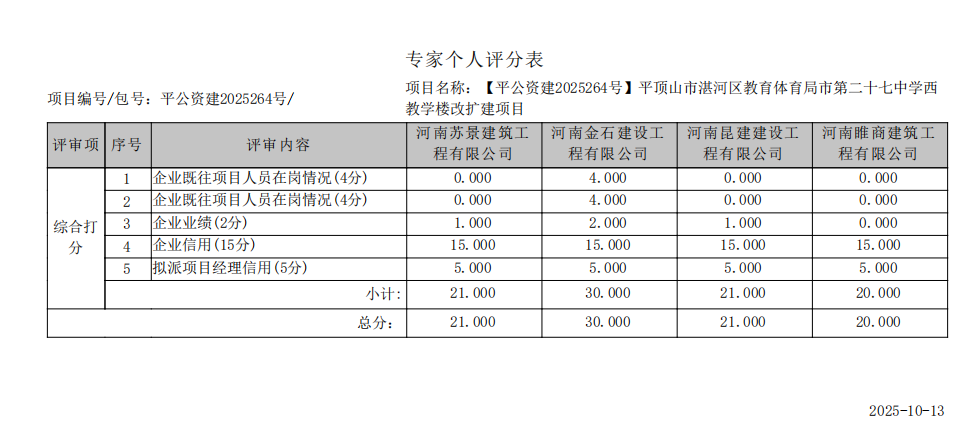 专家个人评分表
项目编号/包号：平公资建2025264号/
项目名称：【平公资建2025264号】平顶山市湛河区教育体育局市第二十七中学西
教学楼改扩建项目
评审项 序号 评审内容 河南苏景建筑工程有限公司 河南金石建设工程有限公司 河南昆建建设工程有限公司 河南睢商建筑工程有限公司
综合打分
1 企业既往项目人员在岗情况(4分) 0.000 4.000 0.000 0.000
2 企业既往项目人员在岗情况(4分) 0.000 4.000 0.000 0.000
3 企业业绩(2分) 1.000 2.000 1.000 0.000
4 企业信用(15分) 15.000 15.000 15.000 15.000
5 拟派项目经理信用(5分) 5.000 5.000 5.000 5.000
小计: 21.000 30.000 21.000 20.000
总分： 21.000 30.000 21.000 20.000
2025-10-13